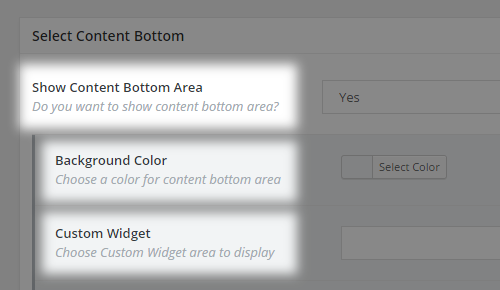 Select Content Bottom
Show Content Bottom Area
Do you want to show content bottom area?
Yes
Background Color
Choose a color for content bottom area
Select Color
Custom Widget
Choose Custom Widget area to display